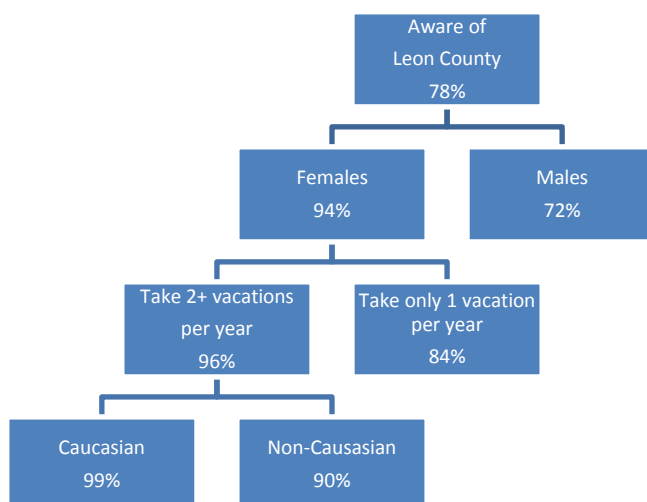 Aware of
Leon County
78%
Females
94%
Males
72%
Take 2+ vacations
per year
96%
Take only 1 vacation
per year
84%
Caucasian
99%
Non-Causasian
90%